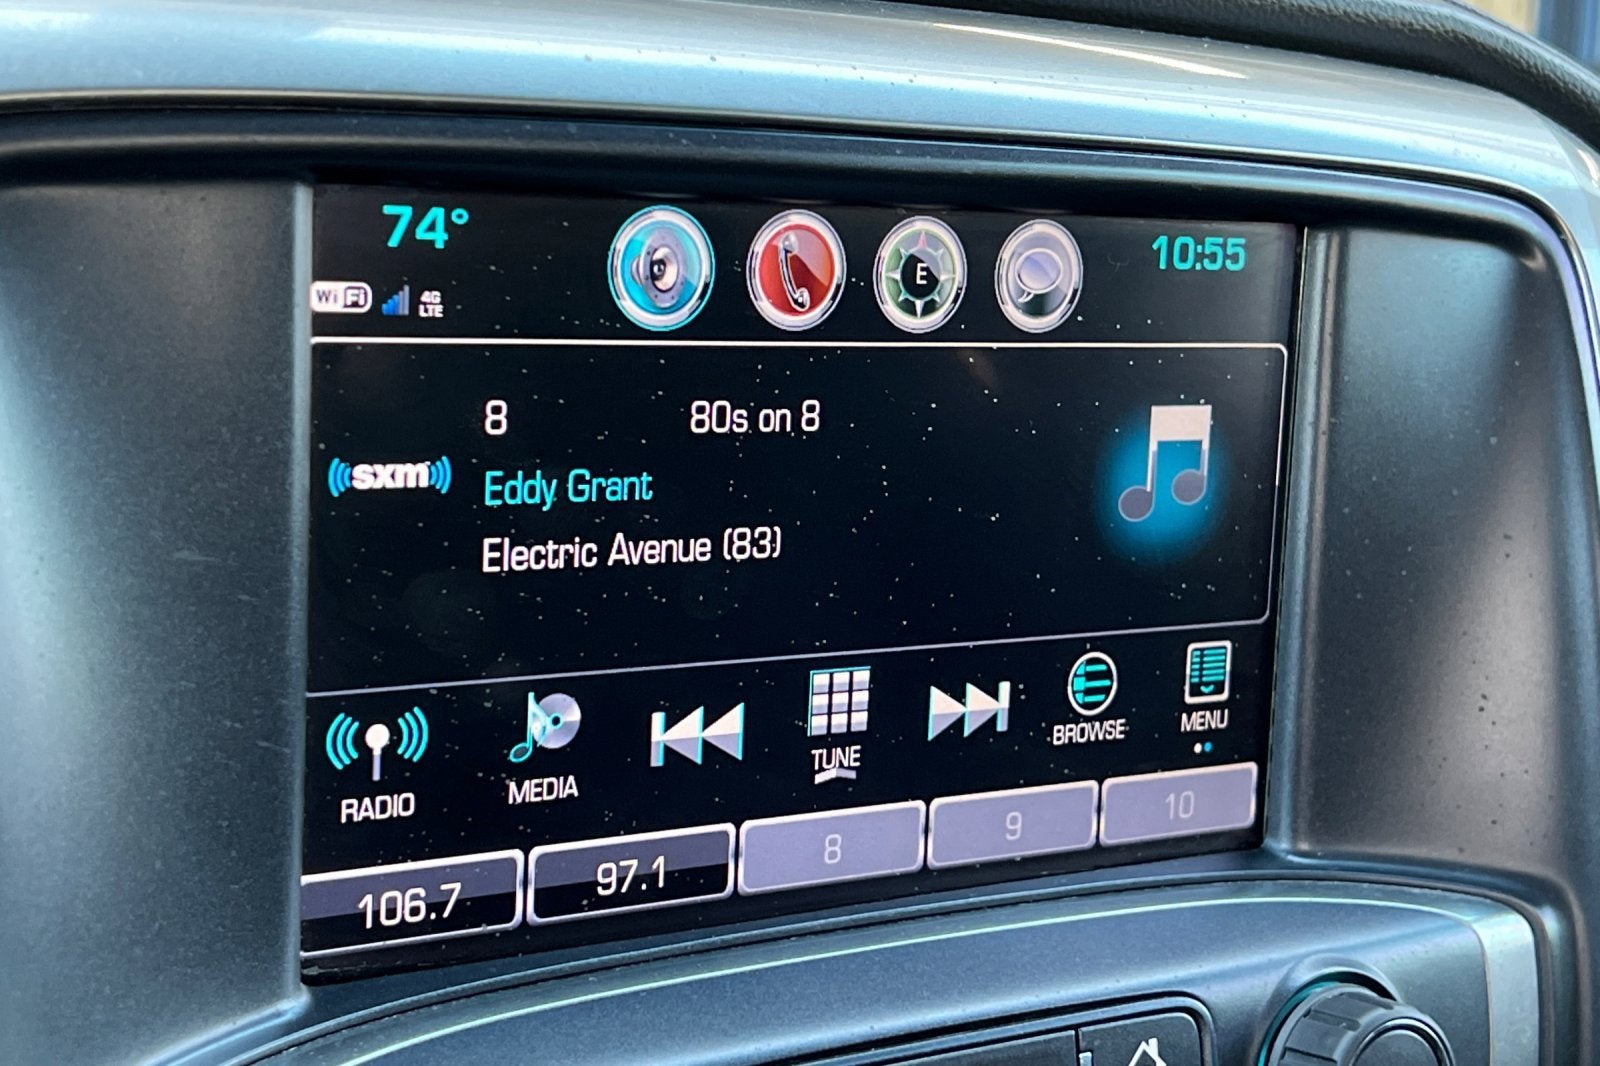 74°
10:55
E
WiFi 4G LTE
8 80s on 8
sxm
Eddy Grant
Electric Avenue (83)
RADIO
MEDIA
TUNE
BROWSE
MENU
106.7
97.1
8
9
10